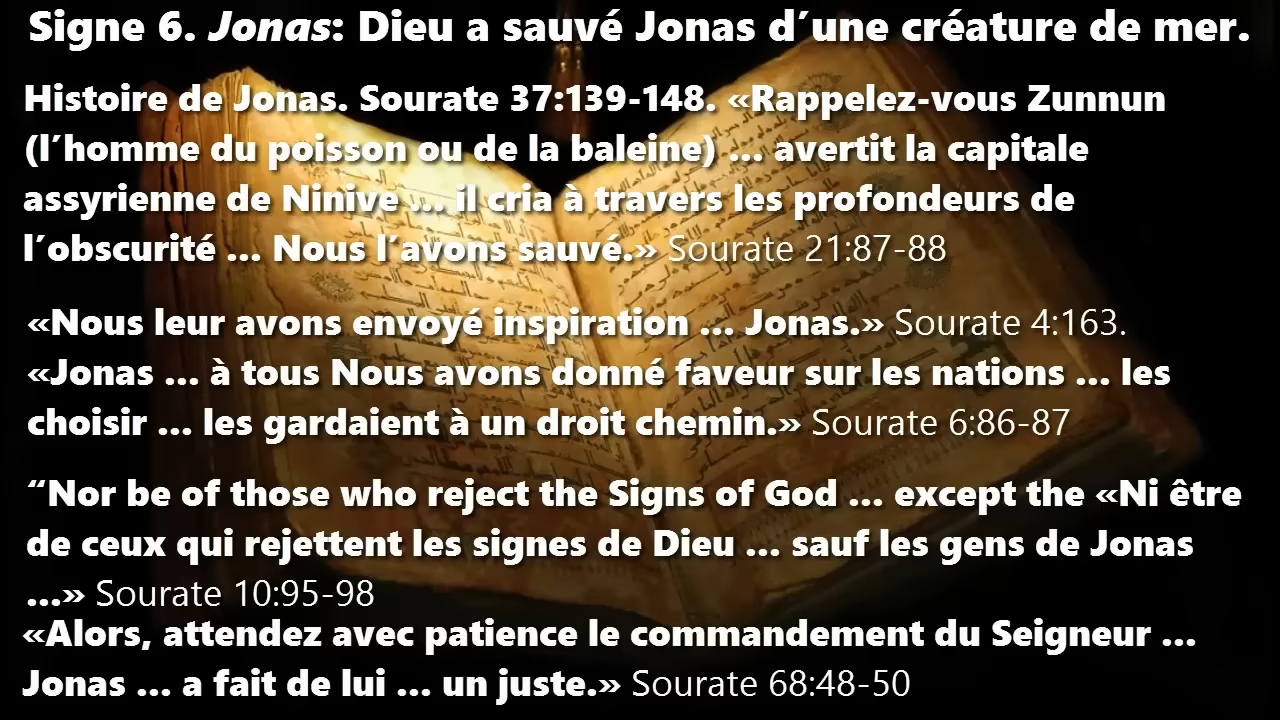 Signe 6. Jonas: Dieu a sauvé Jonas d´une créature de mer.
Histoire de Jonas. Sourate 37:139-148. «Rappelez-vous Zunnun
(l´homme du poisson ou de la baleine) ... avertit la capitale
assyrienne de Ninive ... il cria à travers les profondeurs de
l´obscurité ... Nous l´avons sauvé.» Sourate 21:87-88
«Nous leur avons envoyé inspiration ... Jonas.» Sourate 4:163.
«Jonas ... à tous Nous avons donné faveur sur les nations ... les
choisir ... les gardaient à un droit chemin.» Sourate 6:86-87
“Nor be of those who reject the Signs of God ... except the «Ni être
de ceux qui rejettent les signes de Dieu ... sauf les gens de Jonas
...» Sourate 10:95-98
«Alors, attendez avec patience le commandement du Seigneur ...
Jonas ... a fait de lui ... un juste.» Sourate 68:48-50